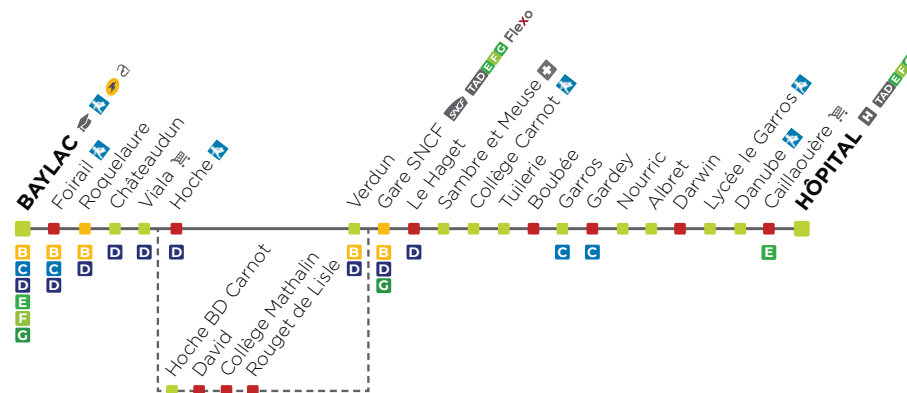 BAYLAC a
Foirail
Roquelaure
Châteaudun
Viala
Hoche
Verdun
Gare SNCF SNCF TAD E F G Flexo
Le Haget
Sambre et Meuse
Collège Carnot
Tuilerie
Boubée
Garros
Gardey
Nourric
Albret
Darwin
Lycée le Garros
Danube
Caillaouère
HÔPITAL H TAD E F
B B B D D D B B D C C E
C C D D D
D D G
E
F
G
Hoche BD Carnot
David
Collège Mathalin
Rouget de Lisle